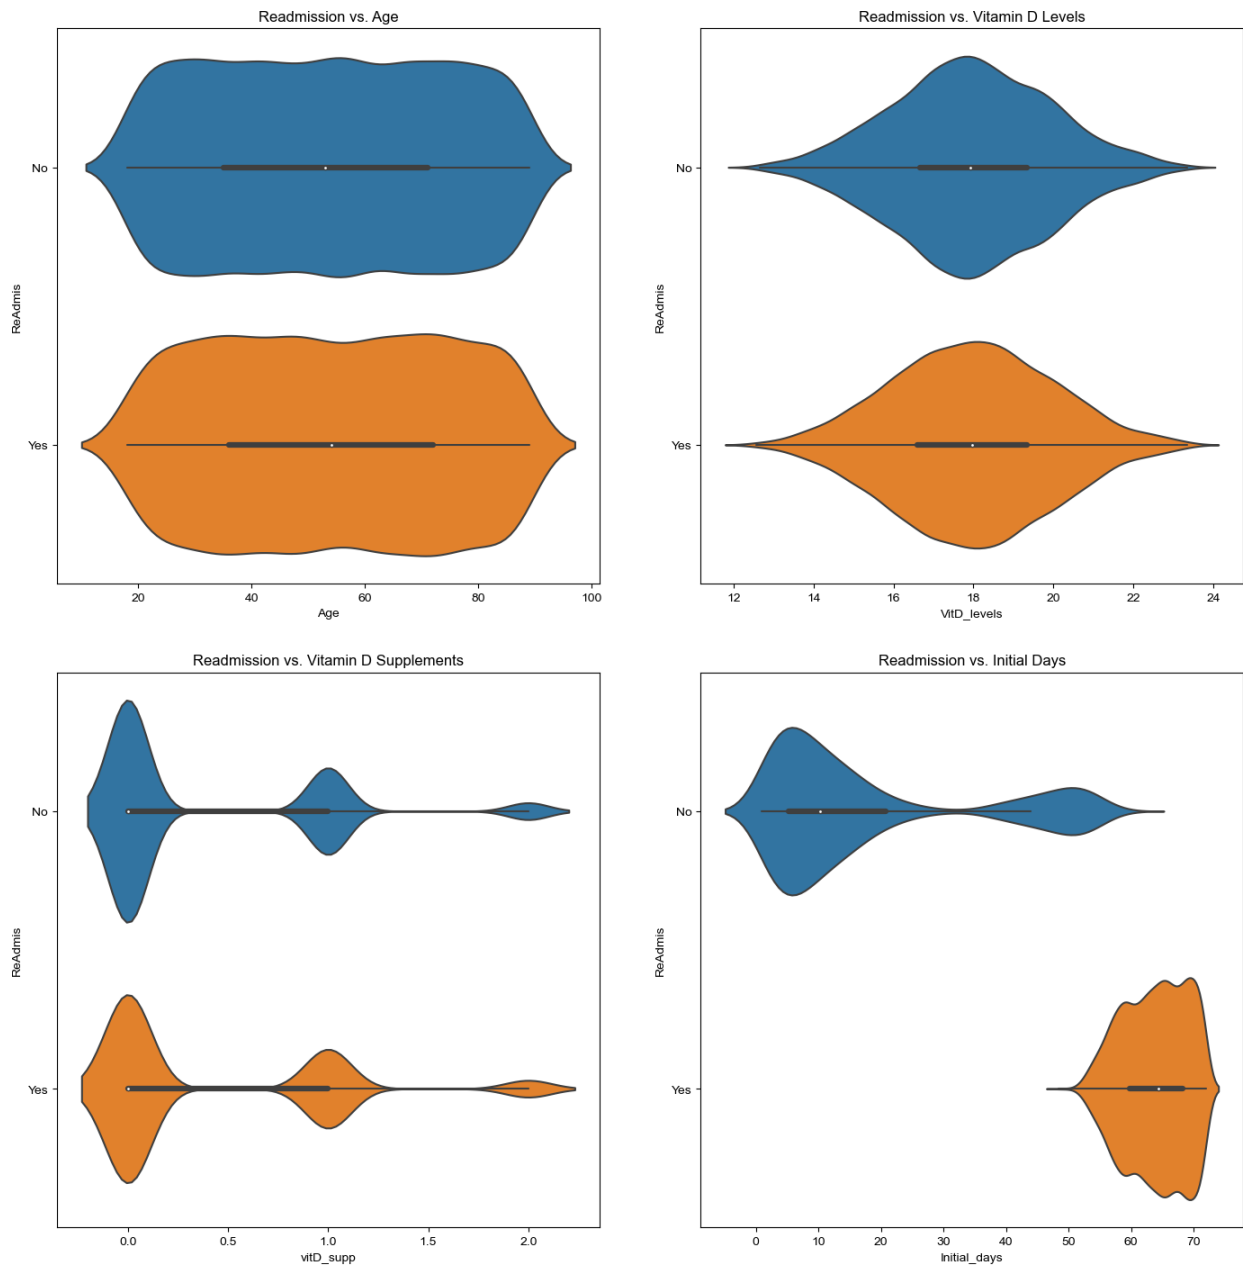 Readmission vs. Age
No
Yes
ReAdmis
20 40 60 80 100
Age
Readmission vs. Vitamin D Levels
No
Yes
ReAdmis
12 14 16 18 20 22 24
VitD_levels
Readmission vs. Vitamin D Supplements
No
Yes
ReAdmis
0.0 0.5 1.0 1.5 2.0
vitD_supp
Readmission vs. Initial Days
No
Yes
ReAdmis
0 10 20 30 40 50 60 70
Initial_days